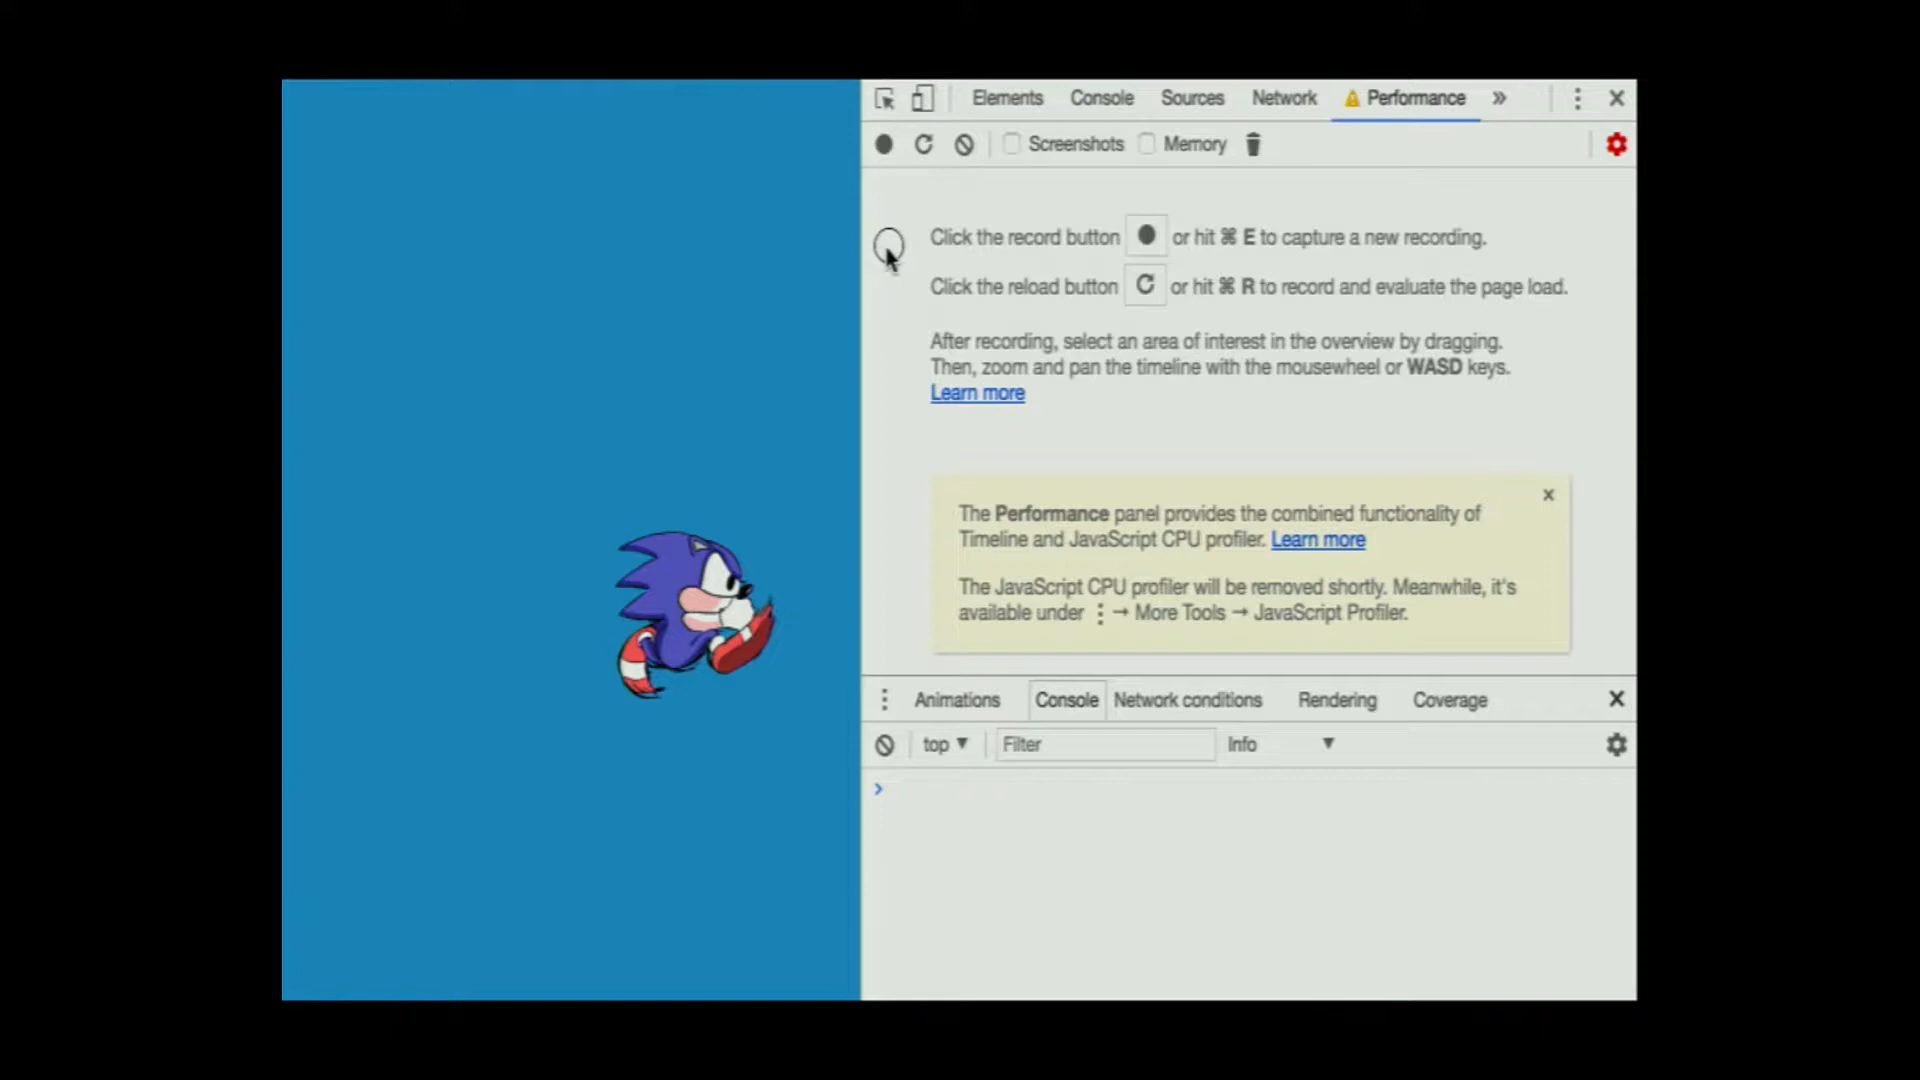 Elements Console Sources Network Performance »
Screenshots Memory
Click the record button or hit ⌘ E to capture a new recording.
Click the reload button or hit ⌘ R to record and evaluate the page load.
After recording, select an area of interest in the overview by dragging.
Then, zoom and pan the timeline with the mousewheel or WASD keys.
Learn more
The Performance panel provides the combined functionality of
Timeline and JavaScript CPU profiler. Learn more
The JavaScript CPU profiler will be removed shortly. Meanwhile, it's
available under ⋮ → More Tools → JavaScript Profiler.
Animations Console Network conditions Rendering Coverage
top ▼ Filter Info ▼